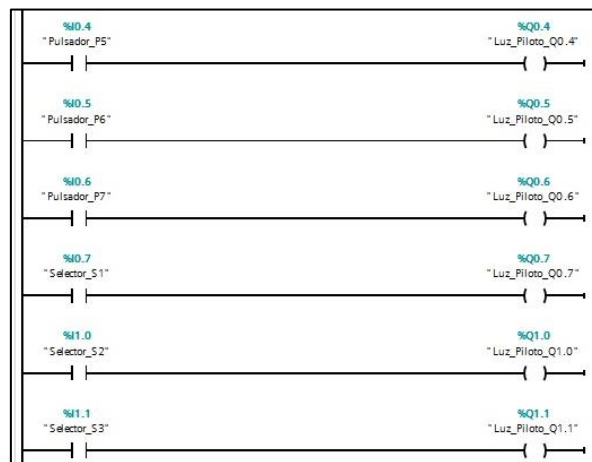 %I0.4 %Q0.4
"Pulsador_P5" "Luz_Piloto_Q0.4"
%I0.5 %Q0.5
"Pulsador_P6" "Luz_Piloto_Q0.5"
%I0.6 %Q0.6
"Pulsador_P7" "Luz_Piloto_Q0.6"
%I0.7 %Q0.7
"Selector_S1" "Luz_Piloto_Q0.7"
%I1.0 %Q1.0
"Selector_S2" "Luz_Piloto_Q1.0"
%I1.1 %Q1.1
"Selector_S3" "Luz_Piloto_Q1.1"